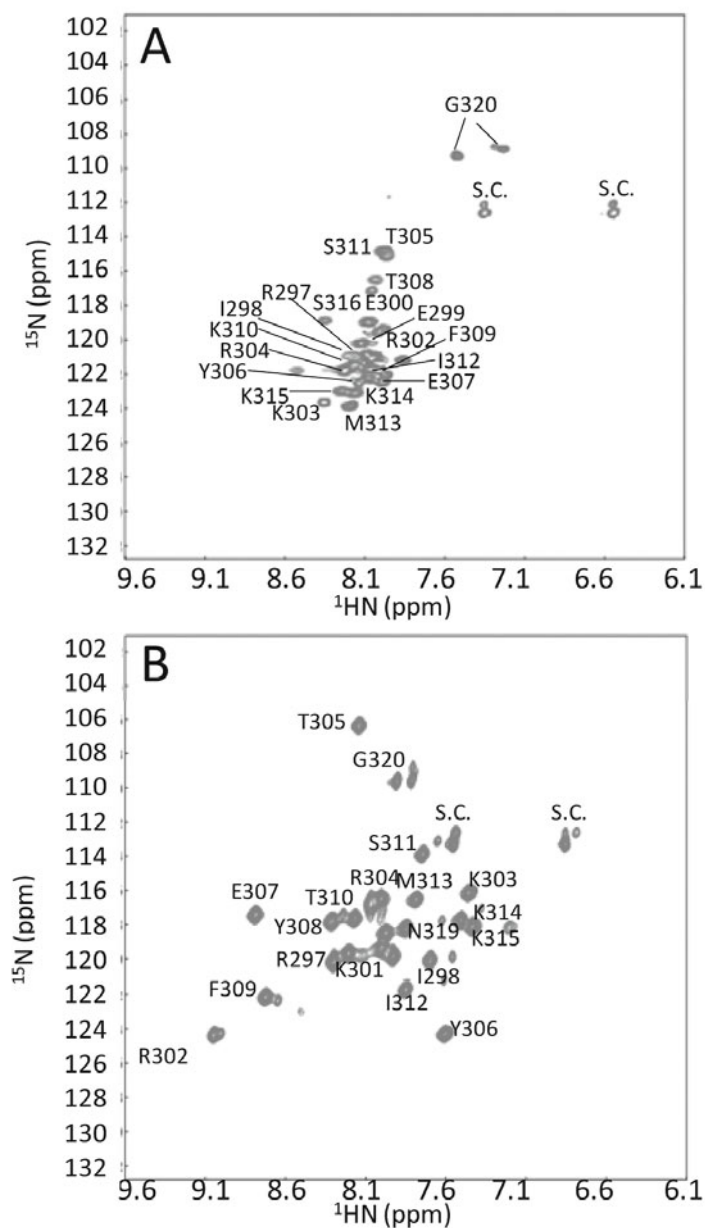 A
102
104
106
108
110
112
114
116
118
120
122
124
126
128
130
132
¹⁵N (ppm)
G320
S.C. S.C.
S311 T305
T308
R297 S316 E300
I298 E299
K310 R302 F309
R304 I312
Y306 E307
K315 K314
K303 M313
9.6 9.1 8.6 8.1 7.6 7.1 6.6 6.1
¹HN (ppm)
B
102
104
106
108
110
112
114
116
118
120
122
124
126
128
130
132
¹⁵N (ppm)
T305
G320
S.C. S.C.
S311
R304 M313 K303
E307 T310
Y308 N319 K314
K315
R297 K301 I298
F309 I312
R302 Y306
9.6 9.1 8.6 8.1 7.6 7.1 6.6 6.1
¹HN (ppm)